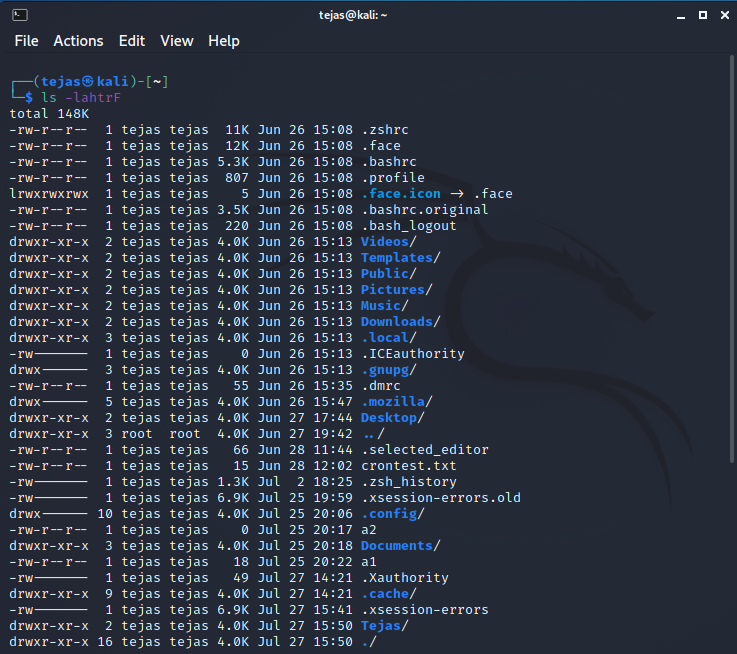 tejas@kali: ~
File Actions Edit View Help
┌──(tejas㉿kali)-[~]
└─$ ls -lahtrF
total 148K
-rw-r--r--  1 tejas tejas  11K Jun 26 15:08 .zshrc
-rw-r--r--  1 tejas tejas  12K Jun 26 15:08 .face
-rw-r--r--  1 tejas tejas 5.3K Jun 26 15:08 .bashrc
-rw-r--r--  1 tejas tejas  807 Jun 26 15:08 .profile
lrwxrwxrwx  1 tejas tejas    5 Jun 26 15:08 .face.icon -> .face
-rw-r--r--  1 tejas tejas 3.5K Jun 26 15:08 .bashrc.original
-rw-r--r--  1 tejas tejas  220 Jun 26 15:08 .bash_logout
drwxr-xr-x  2 tejas tejas 4.0K Jun 26 15:13 Videos/
drwxr-xr-x  2 tejas tejas 4.0K Jun 26 15:13 Templates/
drwxr-xr-x  2 tejas tejas 4.0K Jun 26 15:13 Public/
drwxr-xr-x  2 tejas tejas 4.0K Jun 26 15:13 Pictures/
drwxr-xr-x  2 tejas tejas 4.0K Jun 26 15:13 Music/
drwxr-xr-x  2 tejas tejas 4.0K Jun 26 15:13 Downloads/
drwxr-xr-x  3 tejas tejas 4.0K Jun 26 15:13 .local/
-rw-------  1 tejas tejas    0 Jun 26 15:13 .ICEauthority
drwx------  3 tejas tejas 4.0K Jun 26 15:13 .gnupg/
-rw-r--r--  1 tejas tejas   55 Jun 26 15:35 .dmrc
drwx------  5 tejas tejas 4.0K Jun 26 15:47 .mozilla/
drwxr-xr-x  2 tejas tejas 4.0K Jun 27 17:44 Desktop/
drwxr-xr-x  3 root  root  4.0K Jun 27 19:42 ../
-rw-r--r--  1 tejas tejas   66 Jun 28 11:44 .selected_editor
-rw-r--r--  1 tejas tejas   15 Jun 28 12:02 crontest.txt
-rw-------  1 tejas tejas 1.3K Jul  2 18:25 .zsh_history
-rw-------  1 tejas tejas 6.9K Jul 25 19:59 .xsession-errors.old
drwx------ 10 tejas tejas 4.0K Jul 25 20:06 .config/
-rw-r--r--  1 tejas tejas    0 Jul 25 20:17 a2
drwxr-xr-x  3 tejas tejas 4.0K Jul 25 20:18 Documents/
-rw-r--r--  1 tejas tejas   18 Jul 25 20:22 a1
-rw-------  1 tejas tejas   49 Jul 27 14:21 .Xauthority
drwxr-xr-x  9 tejas tejas 4.0K Jul 27 14:21 .cache/
-rw-------  1 tejas tejas 6.9K Jul 27 15:41 .xsession-errors
drwxr-xr-x  2 tejas tejas 4.0K Jul 27 15:50 Tejas/
drwxr-xr-x 16 tejas tejas 4.0K Jul 27 15:50 ./